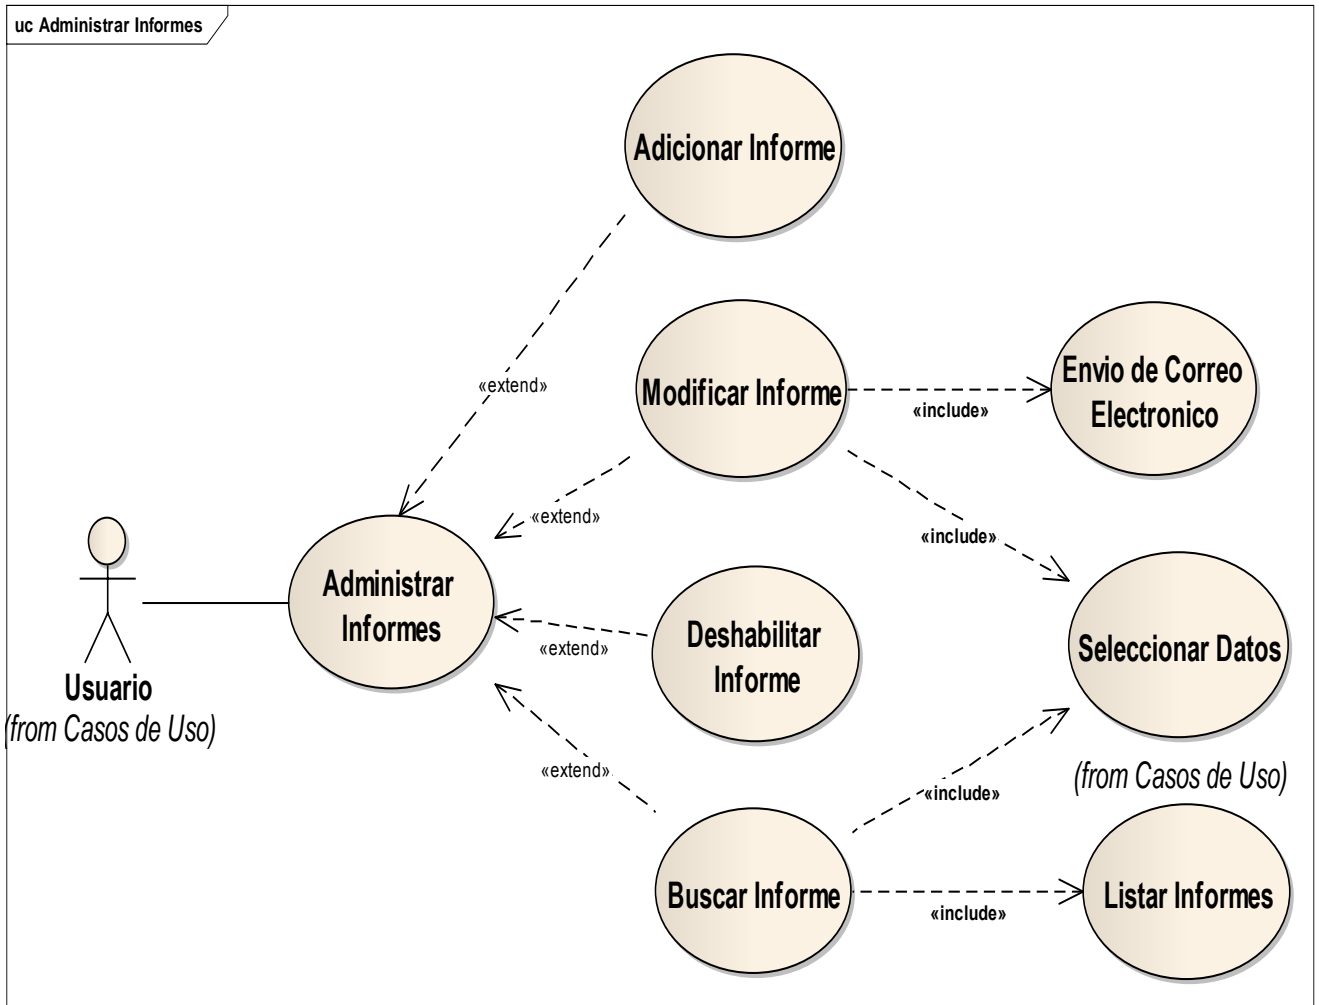 uc Administrar Informes
Adicionar Informe
«extend»
Modificar Informe
«include»
Envio de Correo
Electronico
«extend»
«include»
Administrar
Informes
Usuario
(from Casos de Uso)
«extend»
Deshabilitar
Informe
Seleccionar Datos
(from Casos de Uso)
«extend»
«include»
Buscar Informe
«include»
Listar Informes